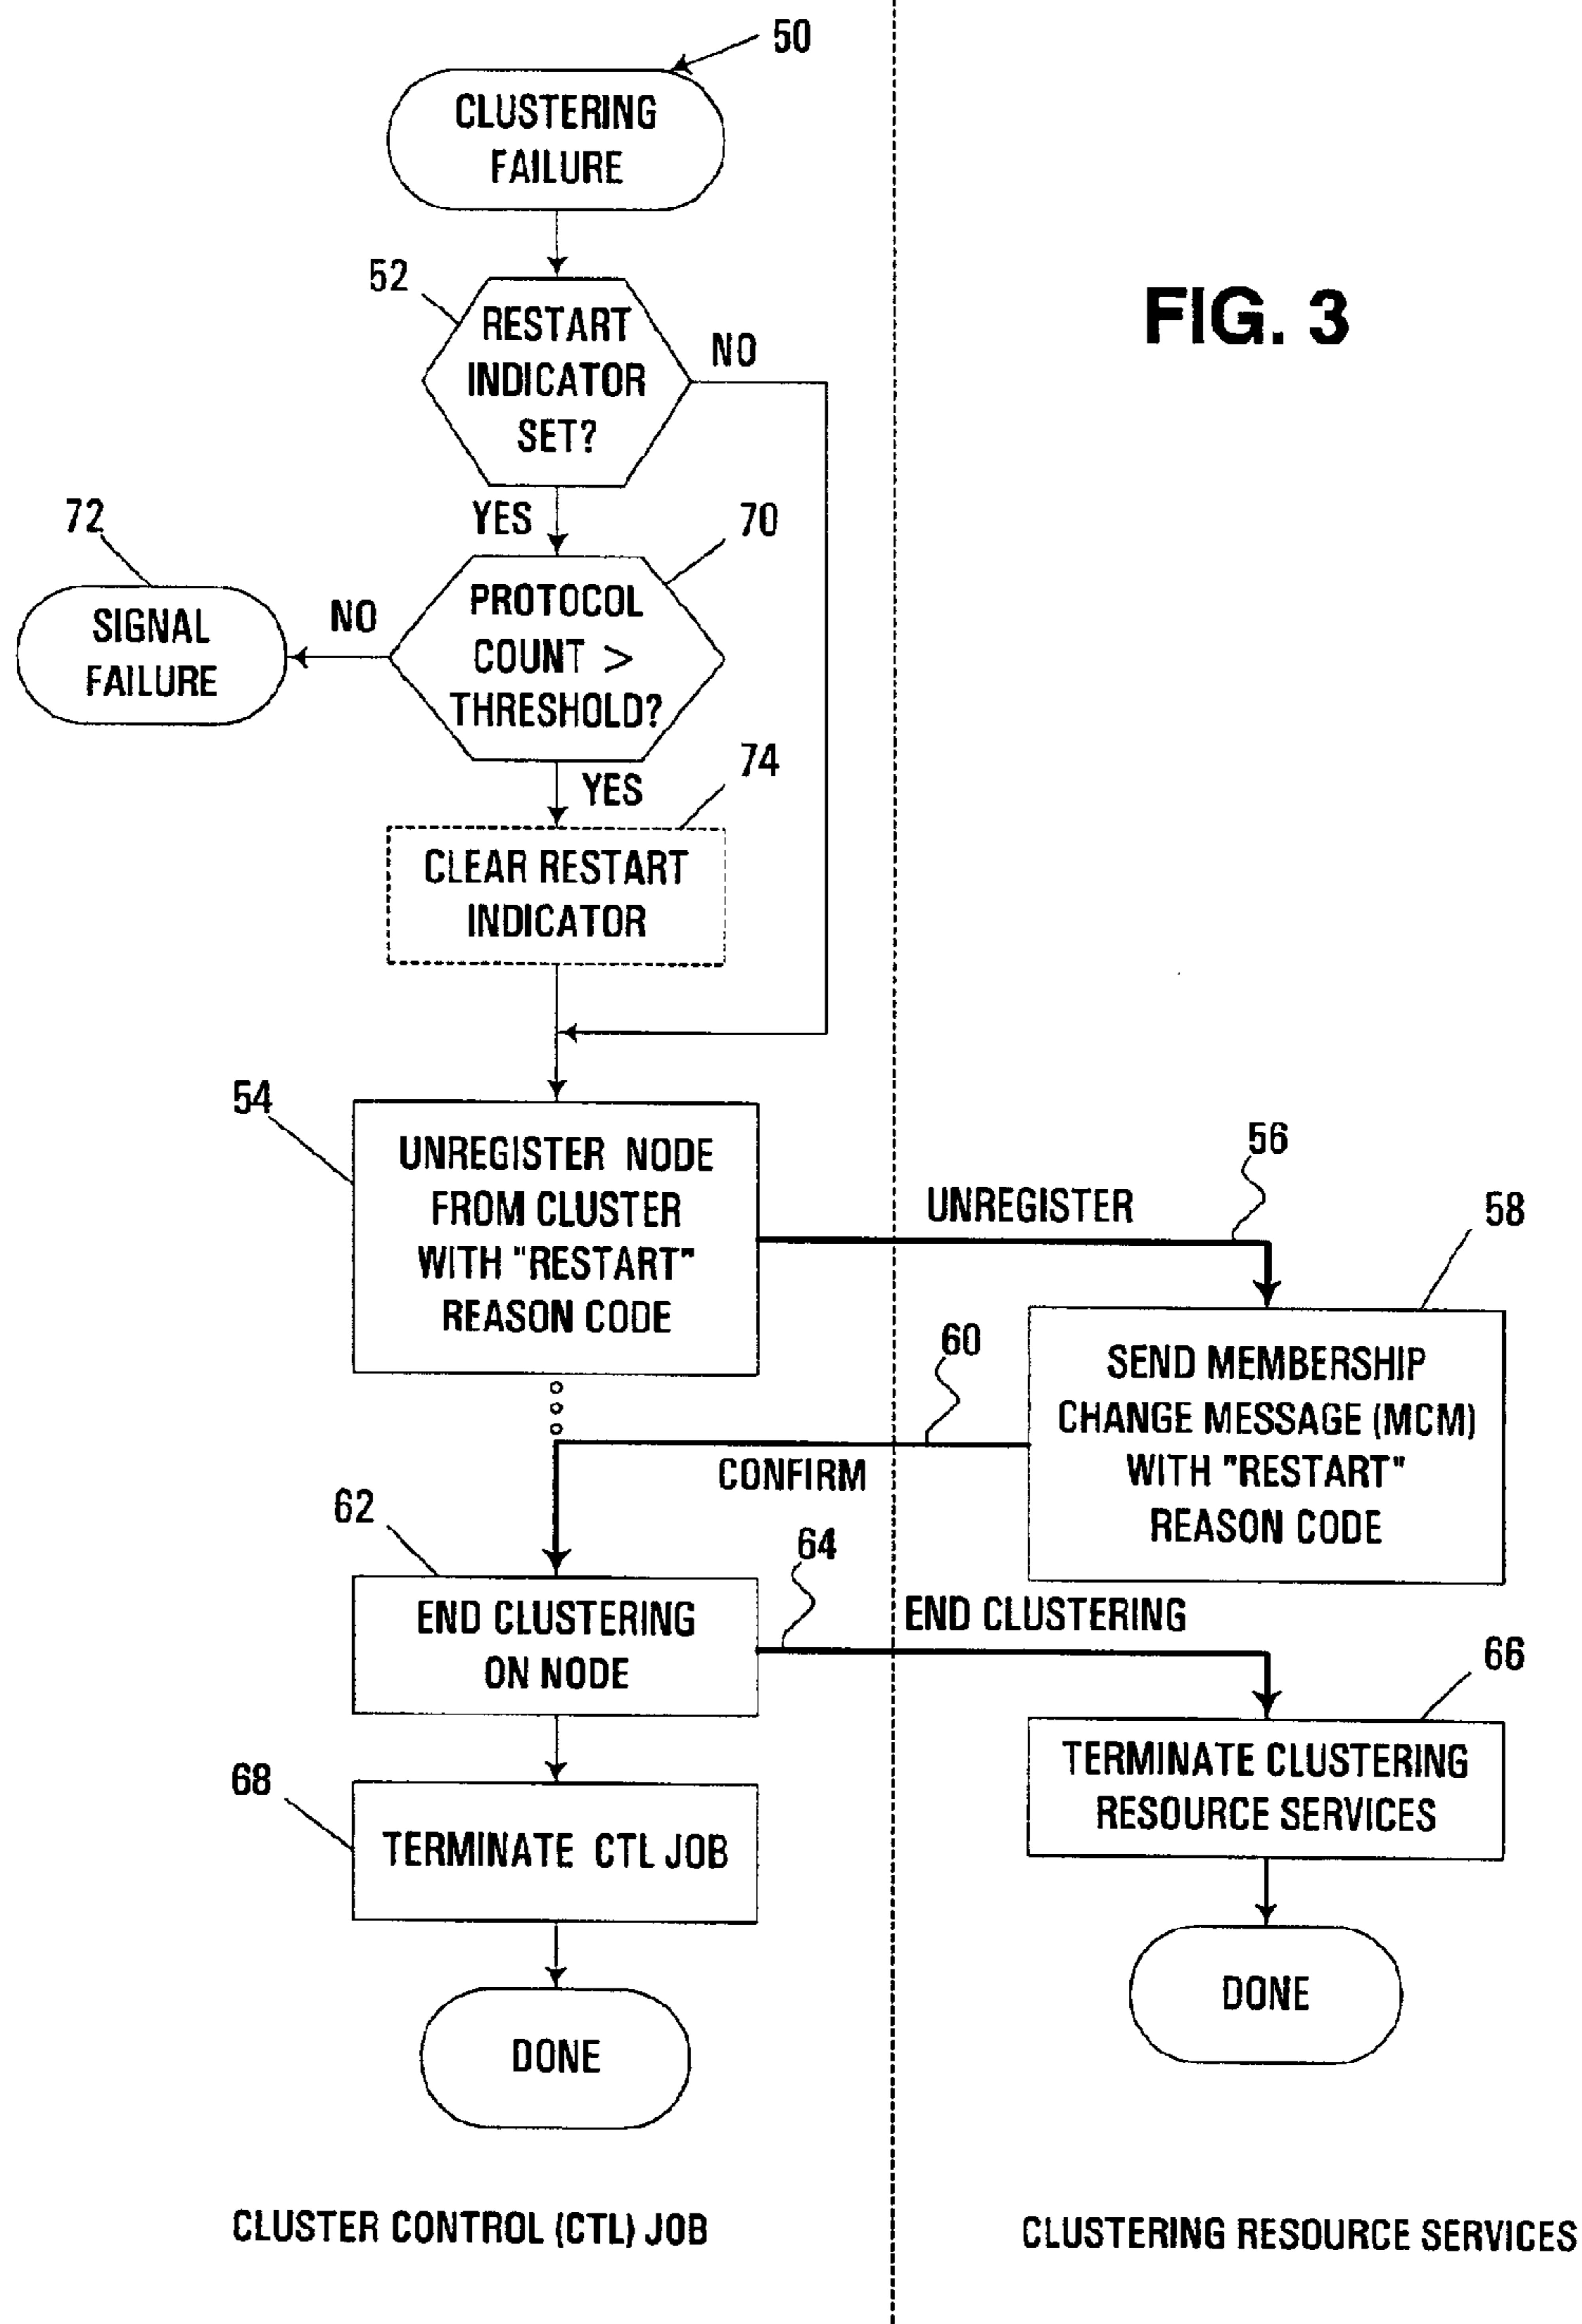 50
CLUSTERING
FAILURE
52
RESTART
INDICATOR
SET?
NO
FIG. 3
YES
70
72
PROTOCOL
COUNT >
THRESHOLD?
NO
SIGNAL
FAILURE
YES
74
CLEAR RESTART
INDICATOR
54
UNREGISTER NODE
FROM CLUSTER
WITH "RESTART"
REASON CODE
UNREGISTER
56
58
SEND MEMBERSHIP
CHANGE MESSAGE (MCM)
WITH "RESTART"
REASON CODE
60
CONFIRM
62
END CLUSTERING
ON NODE
64
END CLUSTERING
66
TERMINATE CLUSTERING
RESOURCE SERVICES
68
TERMINATE CTL JOB
DONE
DONE
CLUSTER CONTROL (CTL) JOB
CLUSTERING RESOURCE SERVICES